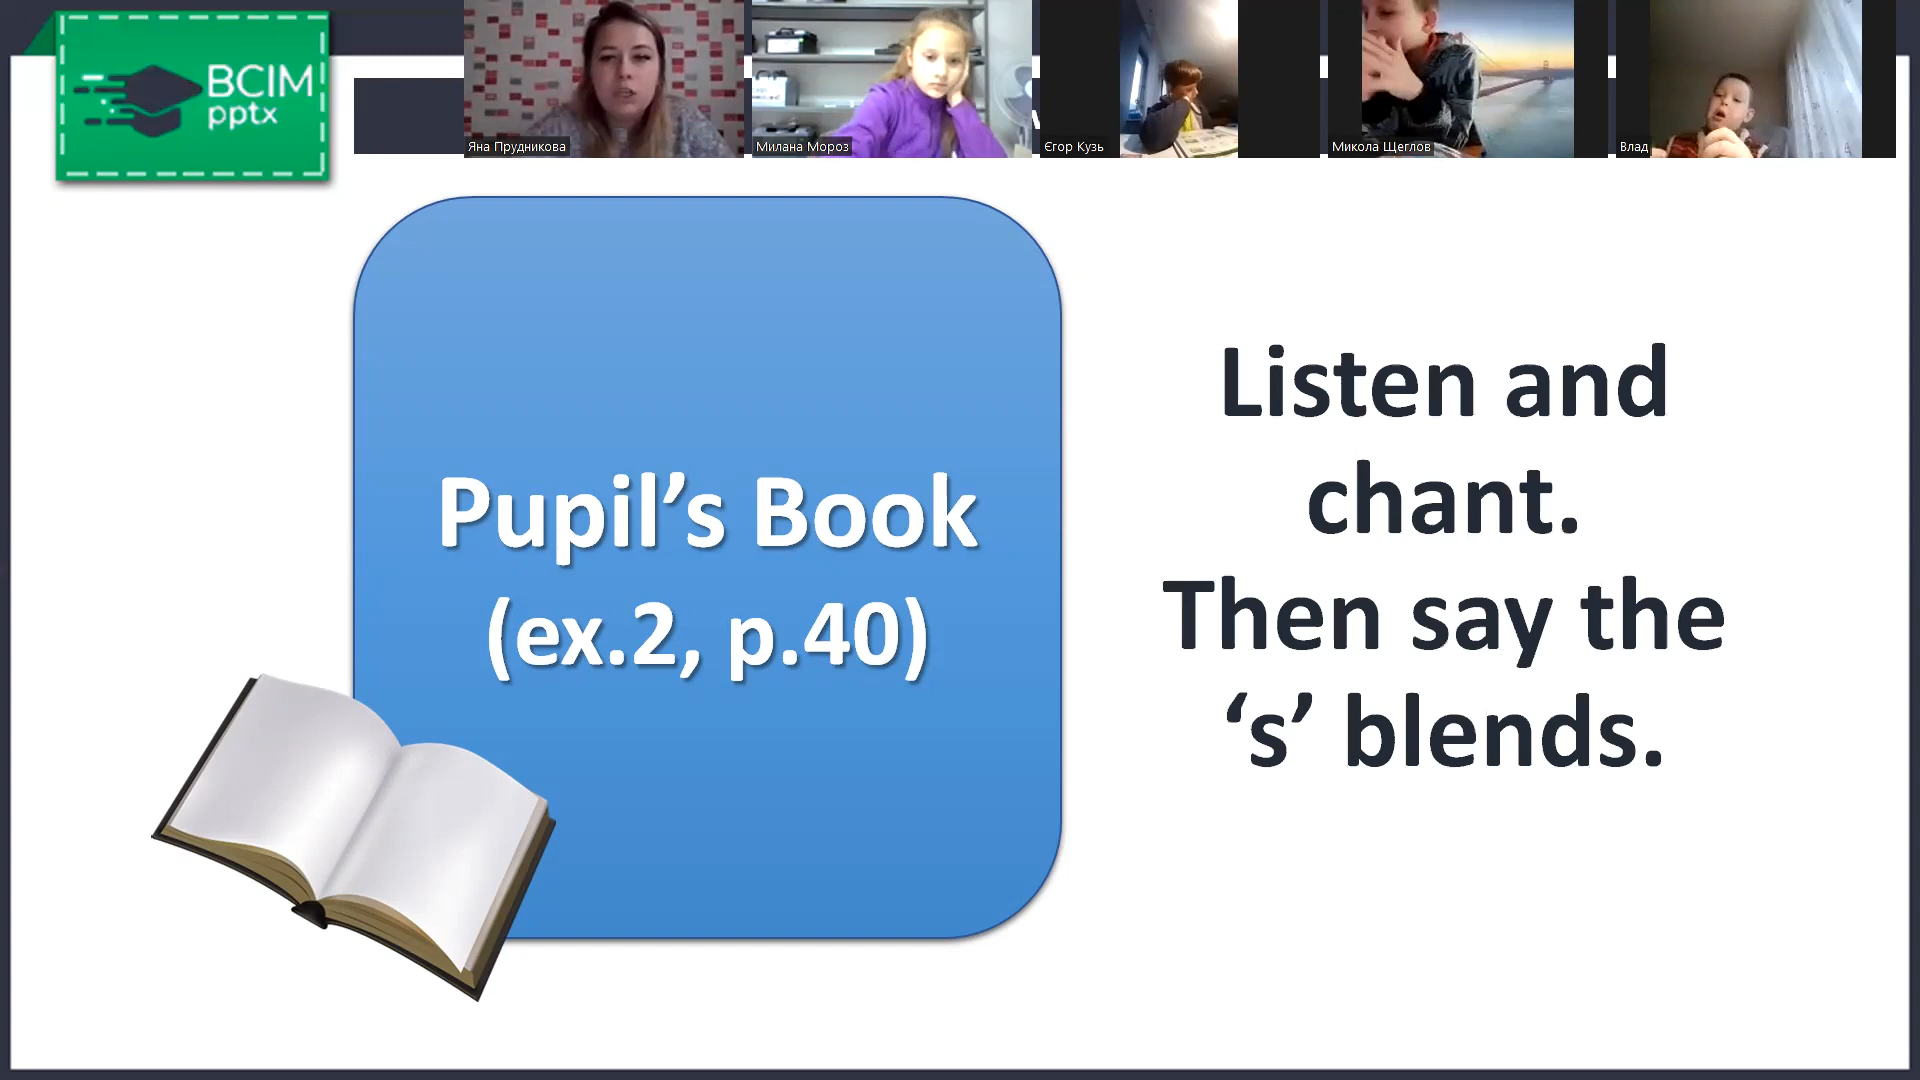 ВСІМ
pptx
Яна Прудникова
Милана Мороз
Єгор Кузь
Микола Щеглов
Влад
Pupil’s Book
(ex.2, p.40)
Listen and
chant.
Then say the
‘s’ blends.